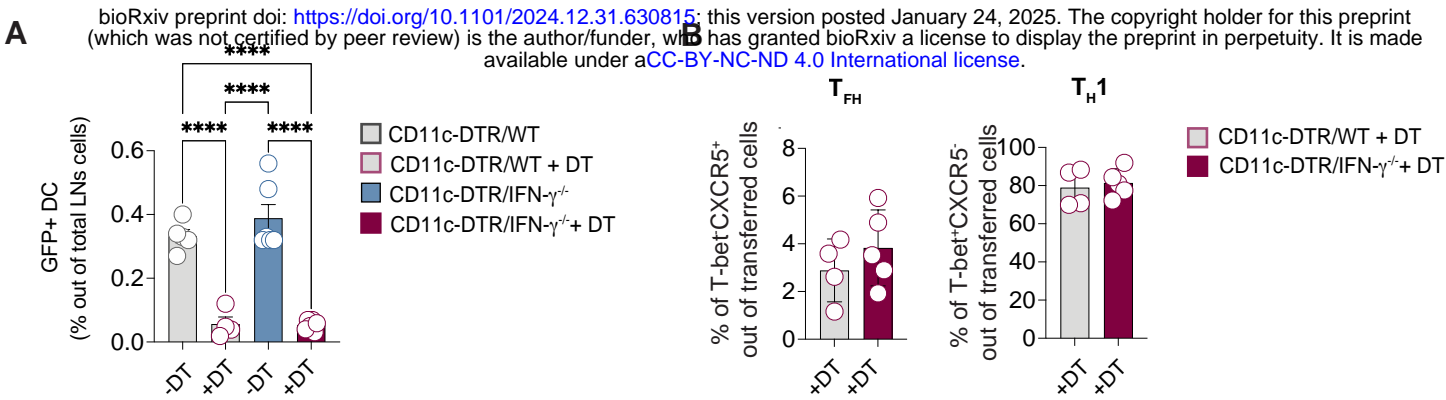 bioRxiv preprint doi: https://doi.org/10.1101/2024.12.31.630815; this version posted January 24, 2025. The copyright holder for this preprint
(which was not certified by peer review) is the author/funder, who has granted bioRxiv a license to display the preprint in perpetuity. It is made
available under aCC-BY-NC-ND 4.0 International license.
A
****
****
**** ****
GFP+ DC
(% out of total LNs cells)
0.6
0.4
0.2
0.0
-DT +DT -DT +DT
CD11c-DTR/WT
CD11c-DTR/WT + DT
CD11c-DTR/IFN-γ-/-
CD11c-DTR/IFN-γ-/-+ DT
B
TFH
% of T-bet-CXCR5+
out of transferred cells
8
6
4
2
0
+DT +DT
TH1
% of T-bet+CXCR5-
out of transferred cells
100
80
60
40
20
0
+DT +DT
CD11c-DTR/WT + DT
CD11c-DTR/IFN-γ-/-+ DT